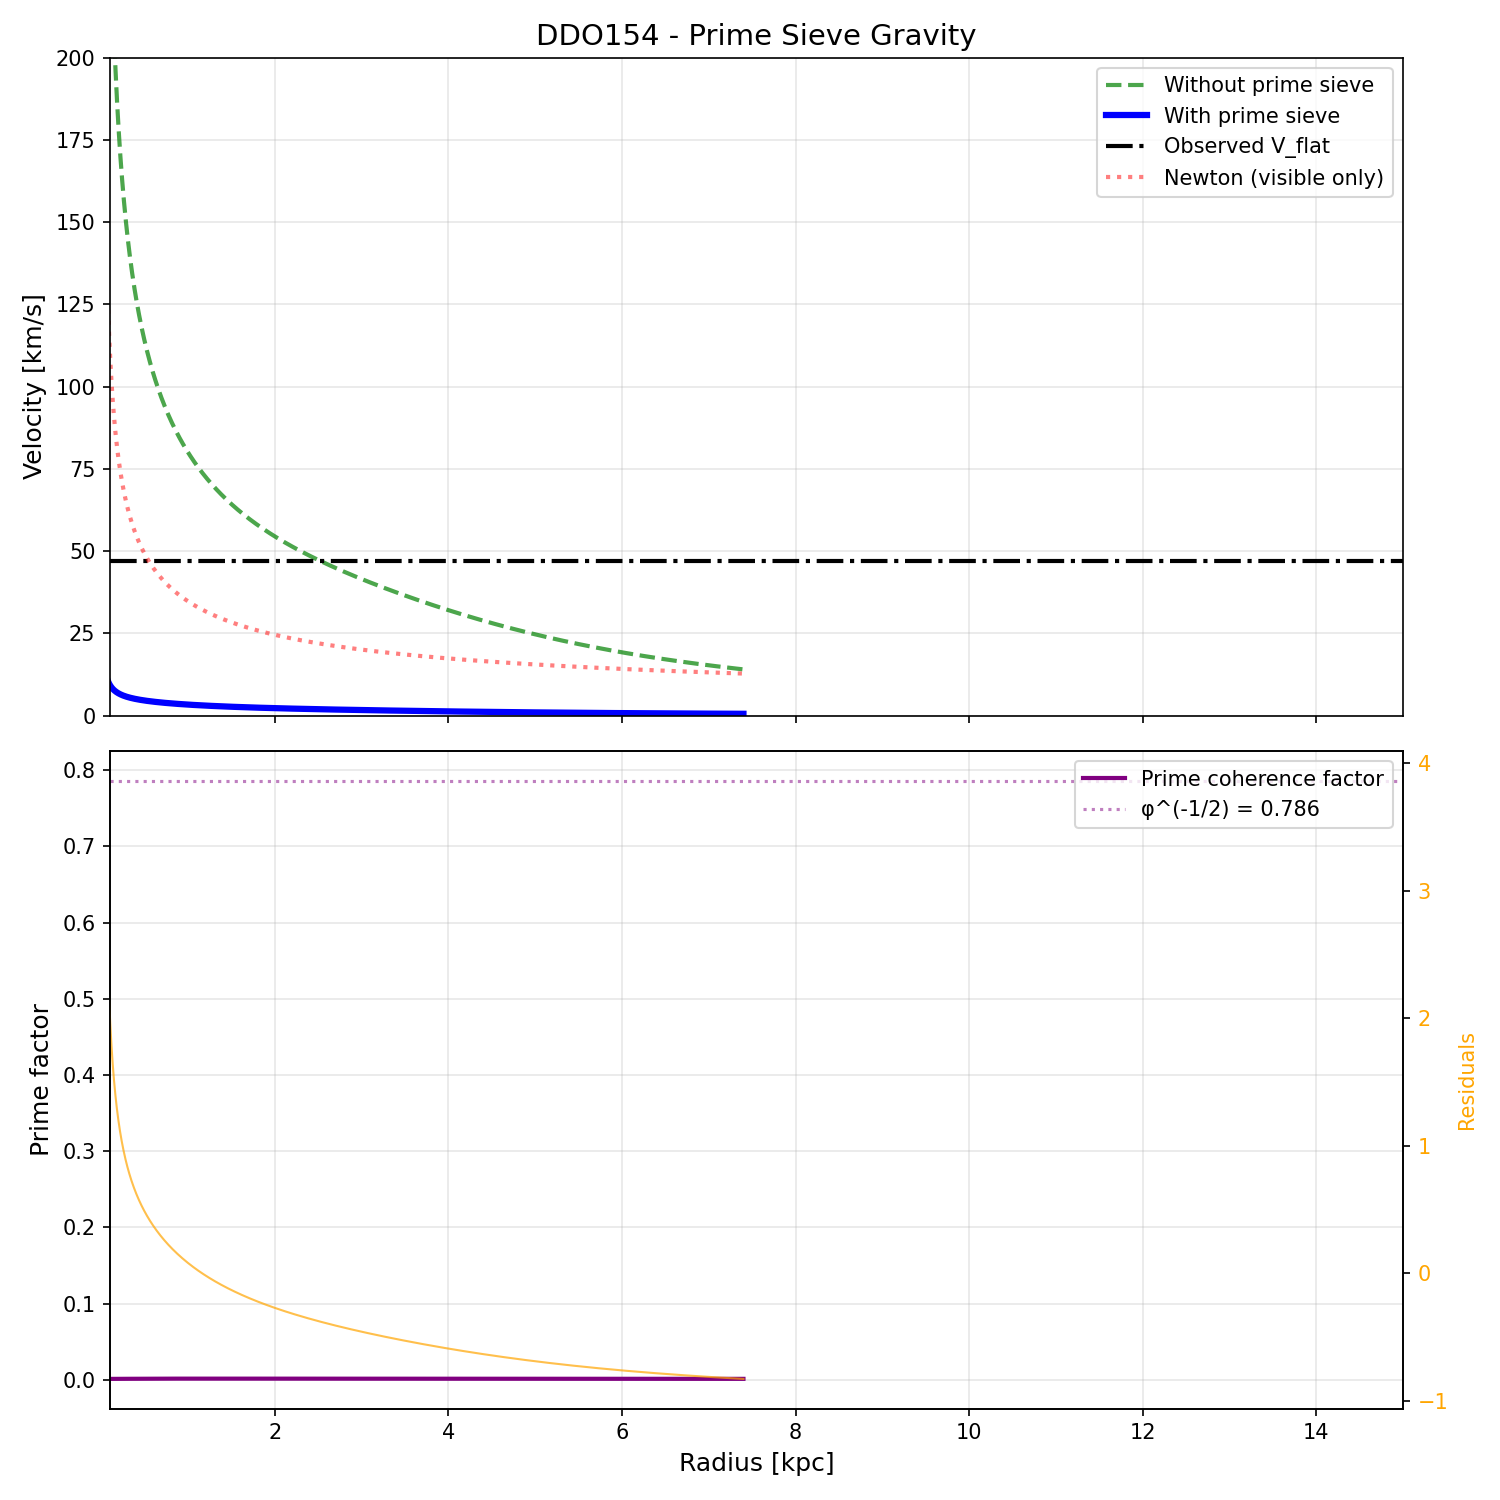 DDO154 - Prime Sieve Gravity
Velocity [km/s]
200
175
150
125
100
75
50
25
0
Without prime sieve
With prime sieve
Observed V_flat
Newton (visible only)
Prime factor
0.8
0.7
0.6
0.5
0.4
0.3
0.2
0.1
0.0
Prime coherence factor
φ^(-1/2) = 0.786
4
3
2
1
0
−1
Residuals
2
4
6
8
10
12
14
Radius [kpc]